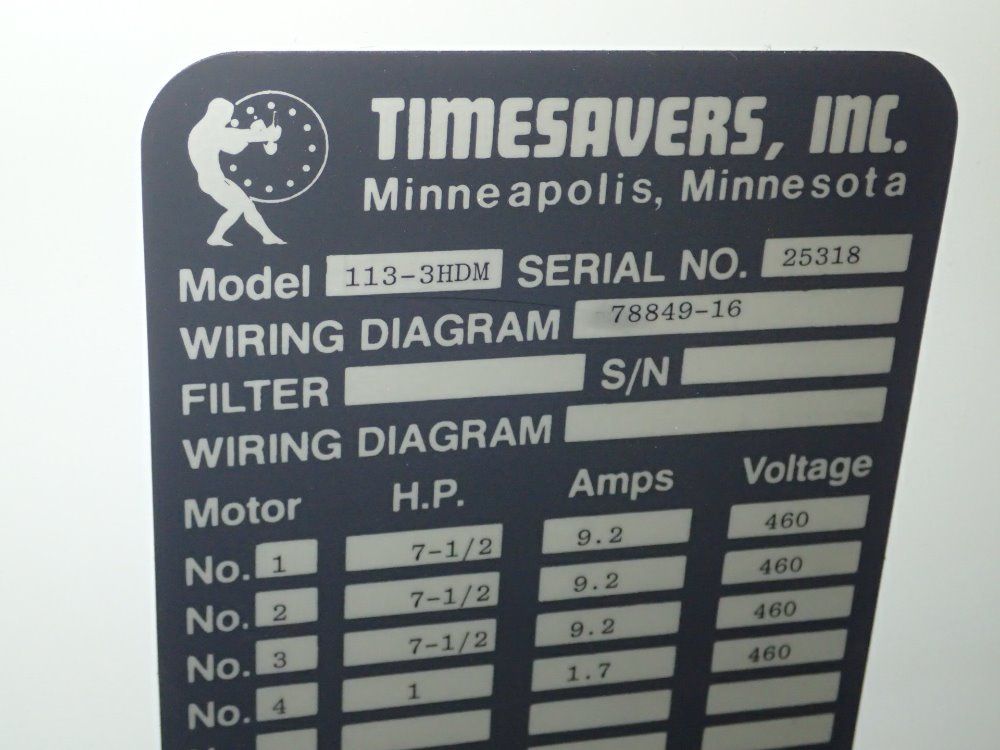 TIMESAVERS, INC.
Minneapolis, Minnesota
Model 113-3HDM SERIAL NO. 25318
WIRING DIAGRAM 78849-16
FILTER S/N
WIRING DIAGRAM
Motor H.P. Amps Voltage
No. 1 7-1/2 9.2 460
No. 2 7-1/2 9.2 460
No. 3 7-1/2 9.2 460
No. 4 1 1.7 460